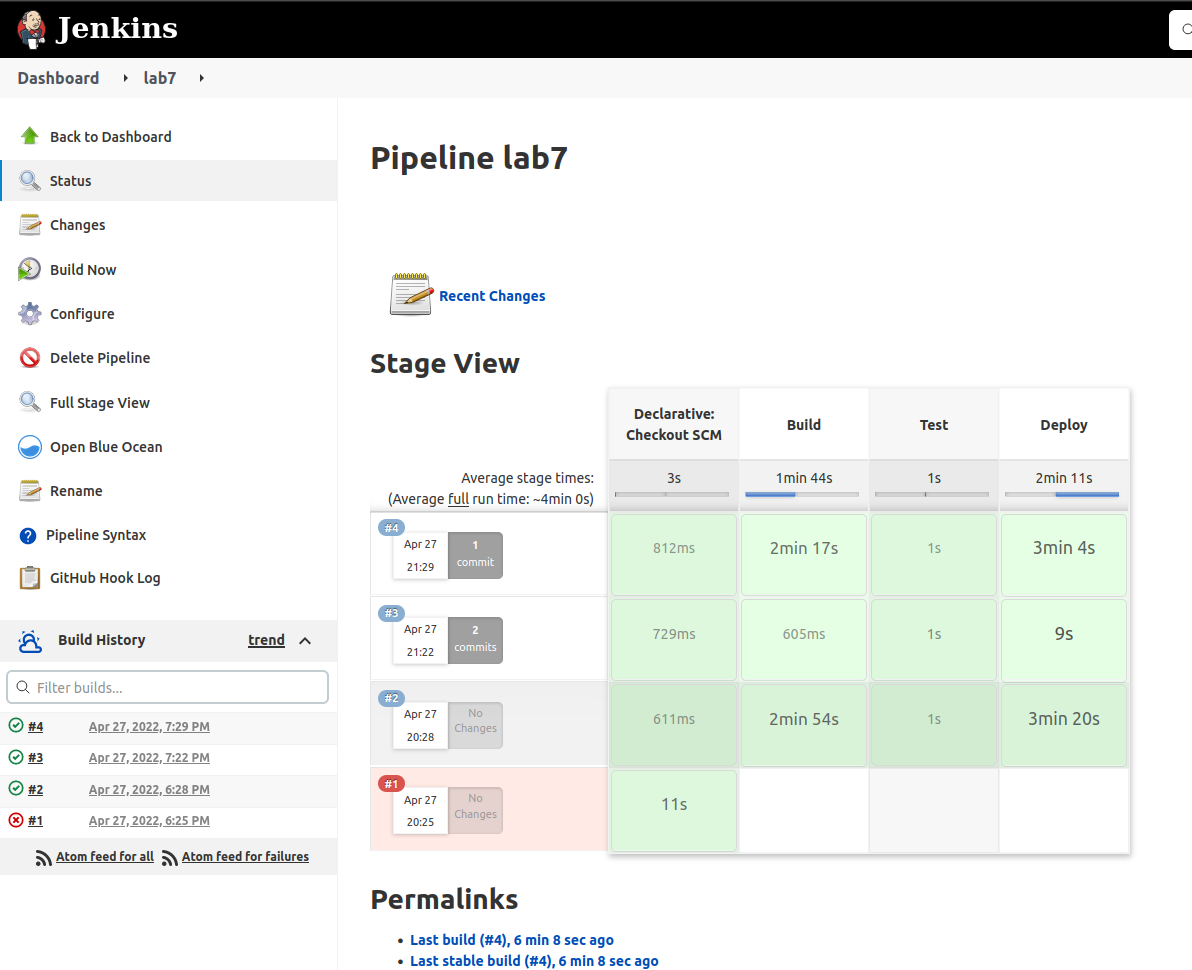 Jenkins
Dashboard
lab7
Back to Dashboard
Status
Changes
Build Now
Configure
Delete Pipeline
Full Stage View
Open Blue Ocean
Rename
Pipeline Syntax
GitHub Hook Log
Build History
trend
Filter builds...
#4 Apr 27, 2022, 7:29 PM
#3 Apr 27, 2022, 7:22 PM
#2 Apr 27, 2022, 6:28 PM
#1 Apr 27, 2022, 6:25 PM
Atom feed for all Atom feed for failures
Pipeline lab7
Recent Changes
Stage View
Declarative:
Checkout SCM
Build
Test
Deploy
Average stage times:
(Average full run time: ~4min 0s)
3s
1min 44s
1s
2min 11s
#4
Apr 27
21:29
1
commit
812ms
2min 17s
1s
3min 4s
#3
Apr 27
21:22
2
commits
729ms
605ms
1s
9s
#2
Apr 27
20:28
No
Changes
611ms
2min 54s
1s
3min 20s
#1
Apr 27
20:25
No
Changes
11s
Permalinks
Last build (#4), 6 min 8 sec ago
Last stable build (#4), 6 min 8 sec ago